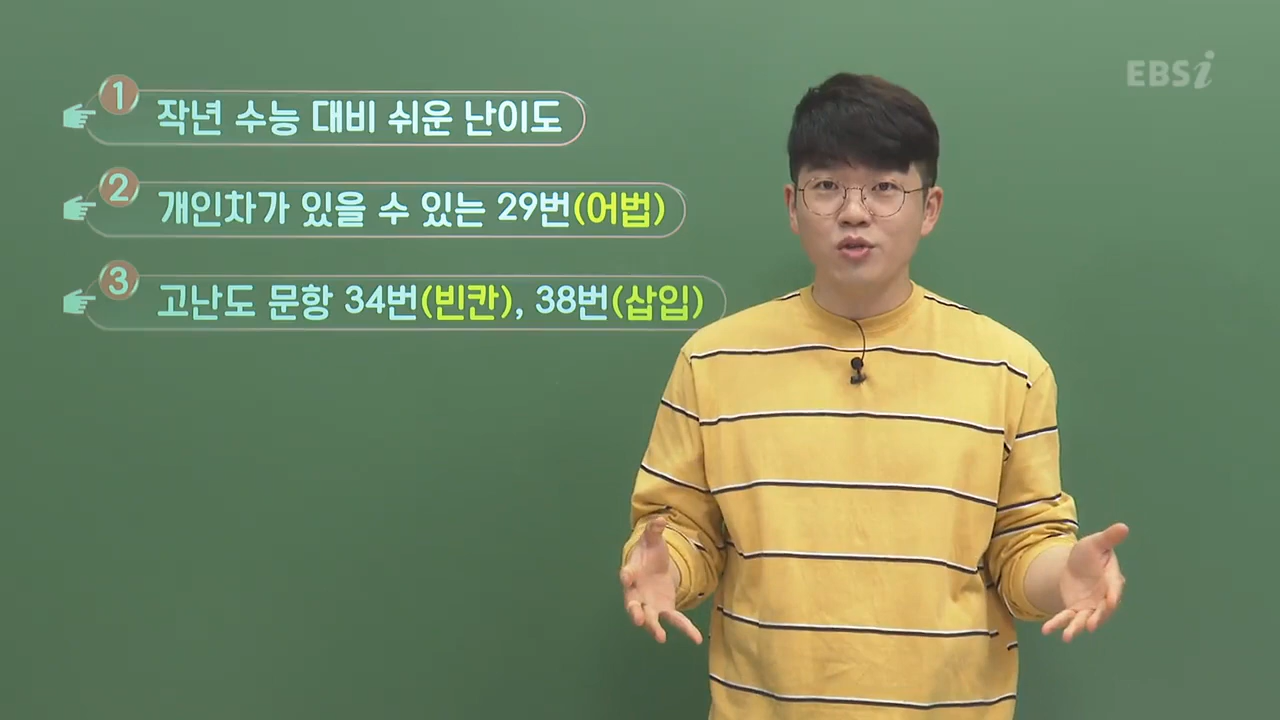 EBSi
1 작년 수능 대비 쉬운 난이도
2 개인차가 있을 수 있는 29번(어법)
3 고난도 문항 34번(빈칸), 38번(삽입)